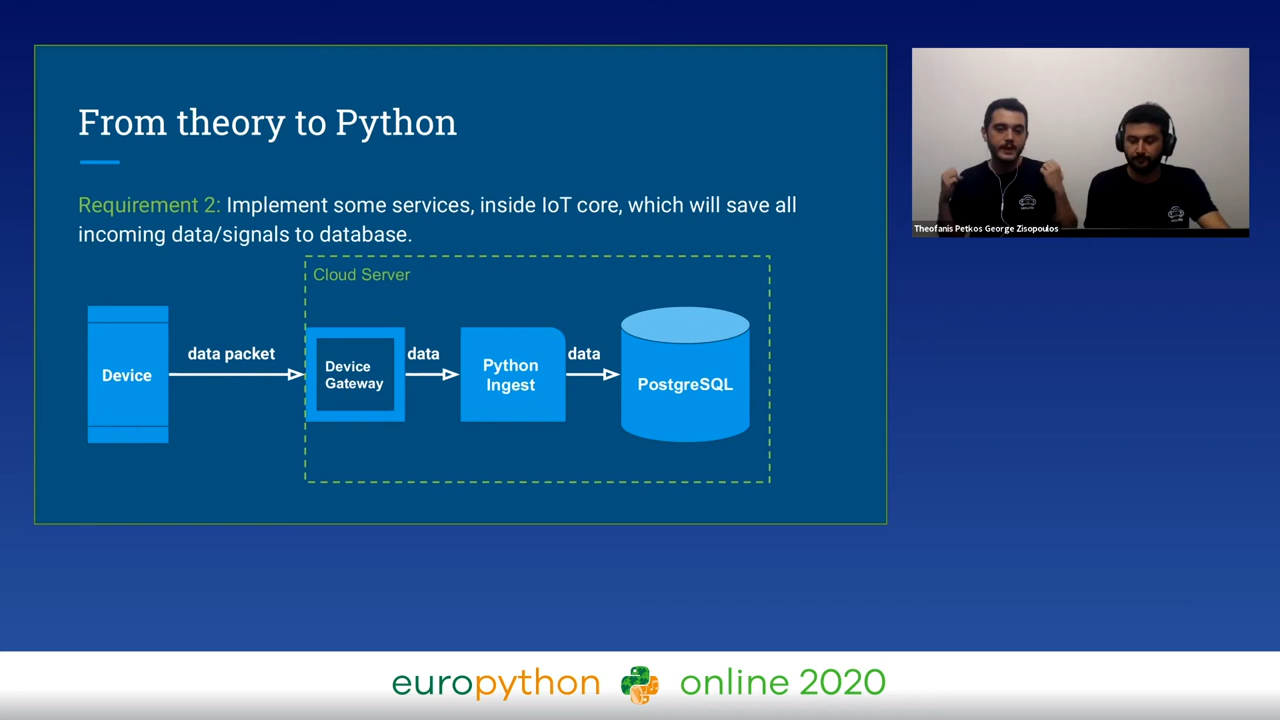 From theory to Python
Requirement 2: Implement some services, inside IoT core, which will save all
incoming data/signals to database.
Cloud Server
Device
data packet
Device
Gateway
data
Python
Ingest
data
PostgreSQL
Theofanis Petkos George Zisopoulos
europython online 2020